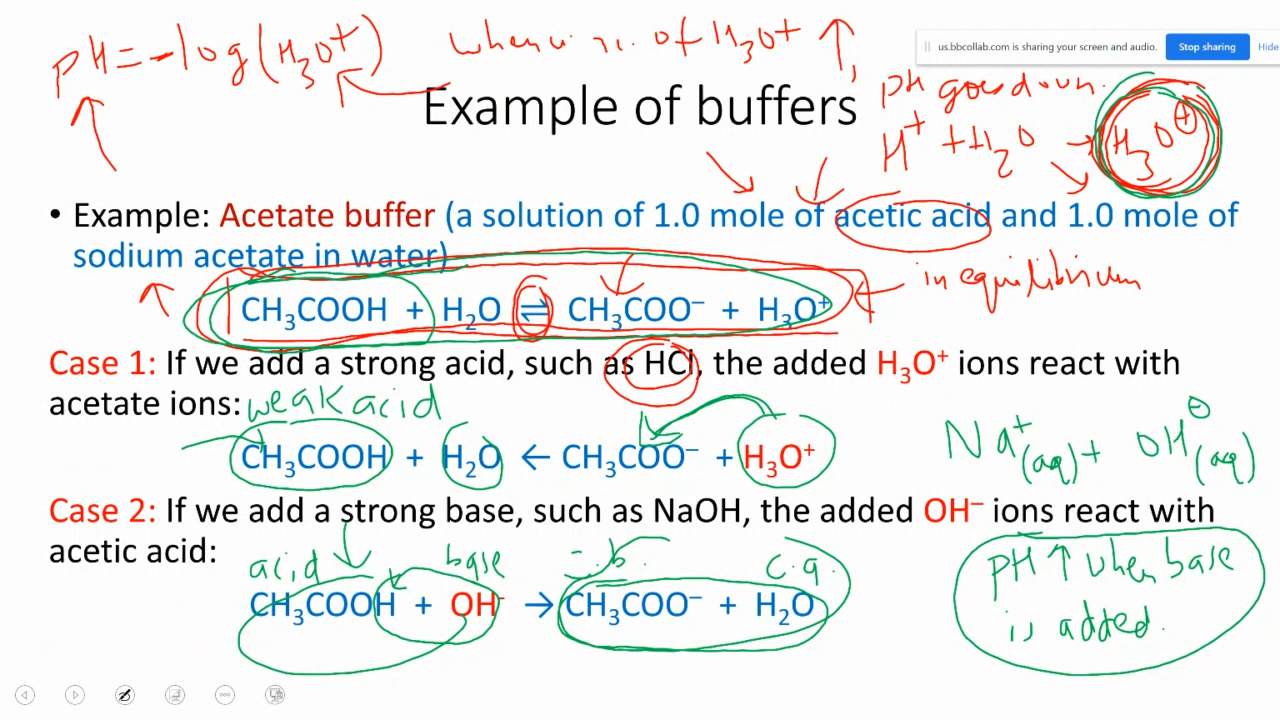 pH = -log(H₃O⁺)
when of H₃O⁺ ↑,
us.bbcollab.com is sharing your screen and audio. Stop sharing Hide
Example of buffers
pH goes down.
H⁺ + H₂O → H₃O⁺
• Example: Acetate buffer (a solution of 1.0 mole of acetic acid and 1.0 mole of
sodium acetate in water)
in equilibrium
CH₃COOH + H₂O ⇌ CH₃COO⁻ + H₃O⁺
Case 1: If we add a strong acid, such as HCl, the added H₃O⁺ ions react with
acetate ions:
weak acid
CH₃COOH + H₂O ← CH₃COO⁻ + H₃O⁺
Na⁺(aq) + OH⁻(aq)
Case 2: If we add a strong base, such as NaOH, the added OH⁻ ions react with
acetic acid:
acid base c.b. c.a.
CH₃COOH + OH⁻ → CH₃COO⁻ + H₂O
pH ↑ when base
is added.